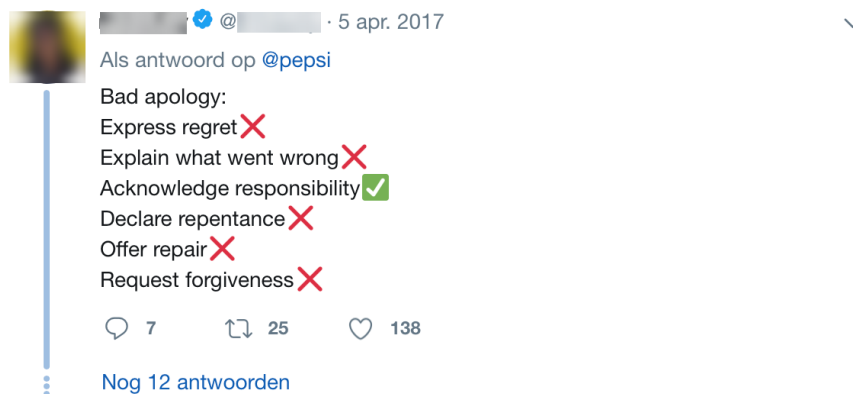 @ · 5 apr. 2017
Als antwoord op @pepsi
Bad apology:
Express regret❌
Explain what went wrong❌
Acknowledge responsibility✅
Declare repentance❌
Offer repair❌
Request forgiveness❌
7 25 138
Nog 12 antwoorden